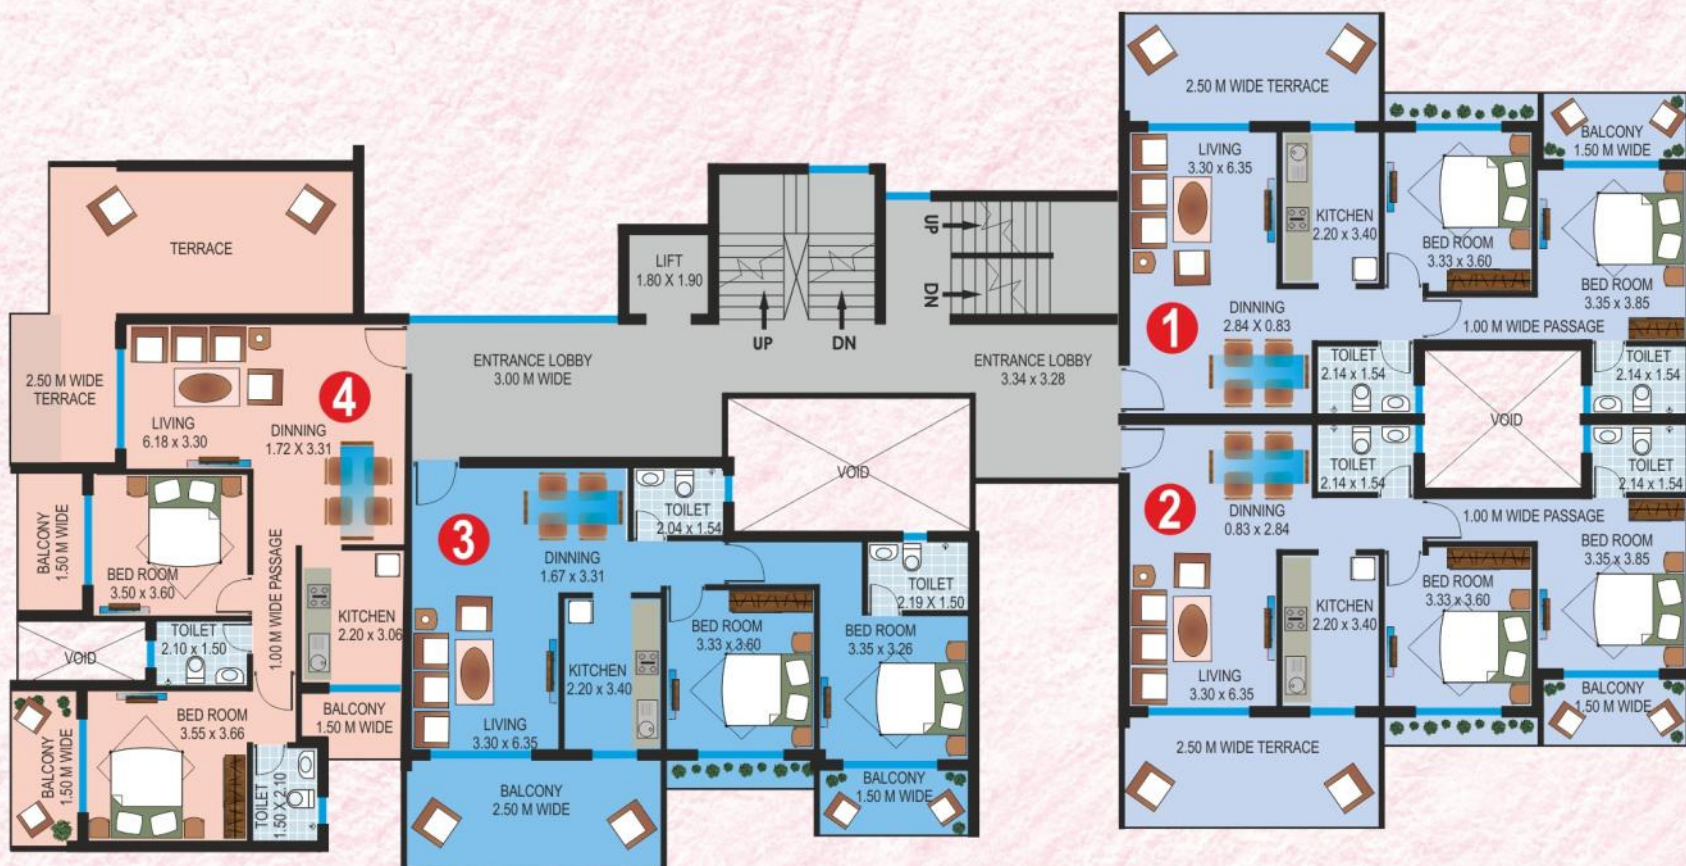 TERRACE
2.50 M WIDE
TERRACE
LIVING
6.18 x 3.30
4
DINNING
1.72 X 3.31
BALCONY
1.50 M WIDE
BED ROOM
3.50 x 3.60
1.00 M WIDE PASSAGE
KITCHEN
2.20 x 3.06
VOID
TOILET
2.10 x 1.50
BALCONY
1.50 M WIDE
BED ROOM
3.55 x 3.66
TOILET
1.50 X 2.10
BALCONY
1.50 M WIDE
LIFT
1.80 X 1.90
UP
DN
UP
DN
ENTRANCE LOBBY
3.00 M WIDE
ENTRANCE LOBBY
3.34 x 3.28
VOID
3
DINNING
1.67 x 3.31
TOILET
2.04 x 1.54
TOILET
2.19 X 1.50
LIVING
3.30 x 6.35
KITCHEN
2.20 x 3.40
BED ROOM
3.33 x 3.60
BED ROOM
3.35 x 3.26
BALCONY
2.50 M WIDE
BALCONY
1.50 M WIDE
2.50 M WIDE TERRACE
BALCONY
1.50 M WIDE
LIVING
3.30 x 6.35
KITCHEN
2.20 x 3.40
BED ROOM
3.33 x 3.60
BED ROOM
3.35 x 3.85
1
DINNING
2.84 X 0.83
1.00 M WIDE PASSAGE
TOILET
2.14 x 1.54
TOILET
2.14 x 1.54
VOID
TOILET
2.14 x 1.54
TOILET
2.14 x 1.54
2
DINNING
0.83 x 2.84
1.00 M WIDE PASSAGE
BED ROOM
3.35 x 3.85
BED ROOM
3.33 x 3.60
KITCHEN
2.20 x 3.40
LIVING
3.30 x 6.35
BALCONY
1.50 M WIDE
2.50 M WIDE TERRACE